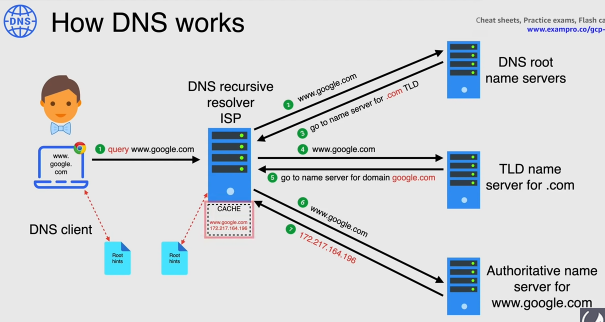 DNS
How DNS works
Cheat sheets, Practice exams, Flash ca
www.exampro.co/gcp-
DNS recursive
resolver
ISP
DNS root
name servers
2 www.google.com
3 go to name server for .com TLD
www.
google.
com
1 query www.google.com
4 www.google.com
5 go to name server for domain google.com
TLD name
server for .com
CACHE
www.google.com
172.217.164.196
6 www.google.com
7 172.217.164.196
DNS client
Root
hints
Root
hints
Authoritative name
server for
www.google.com